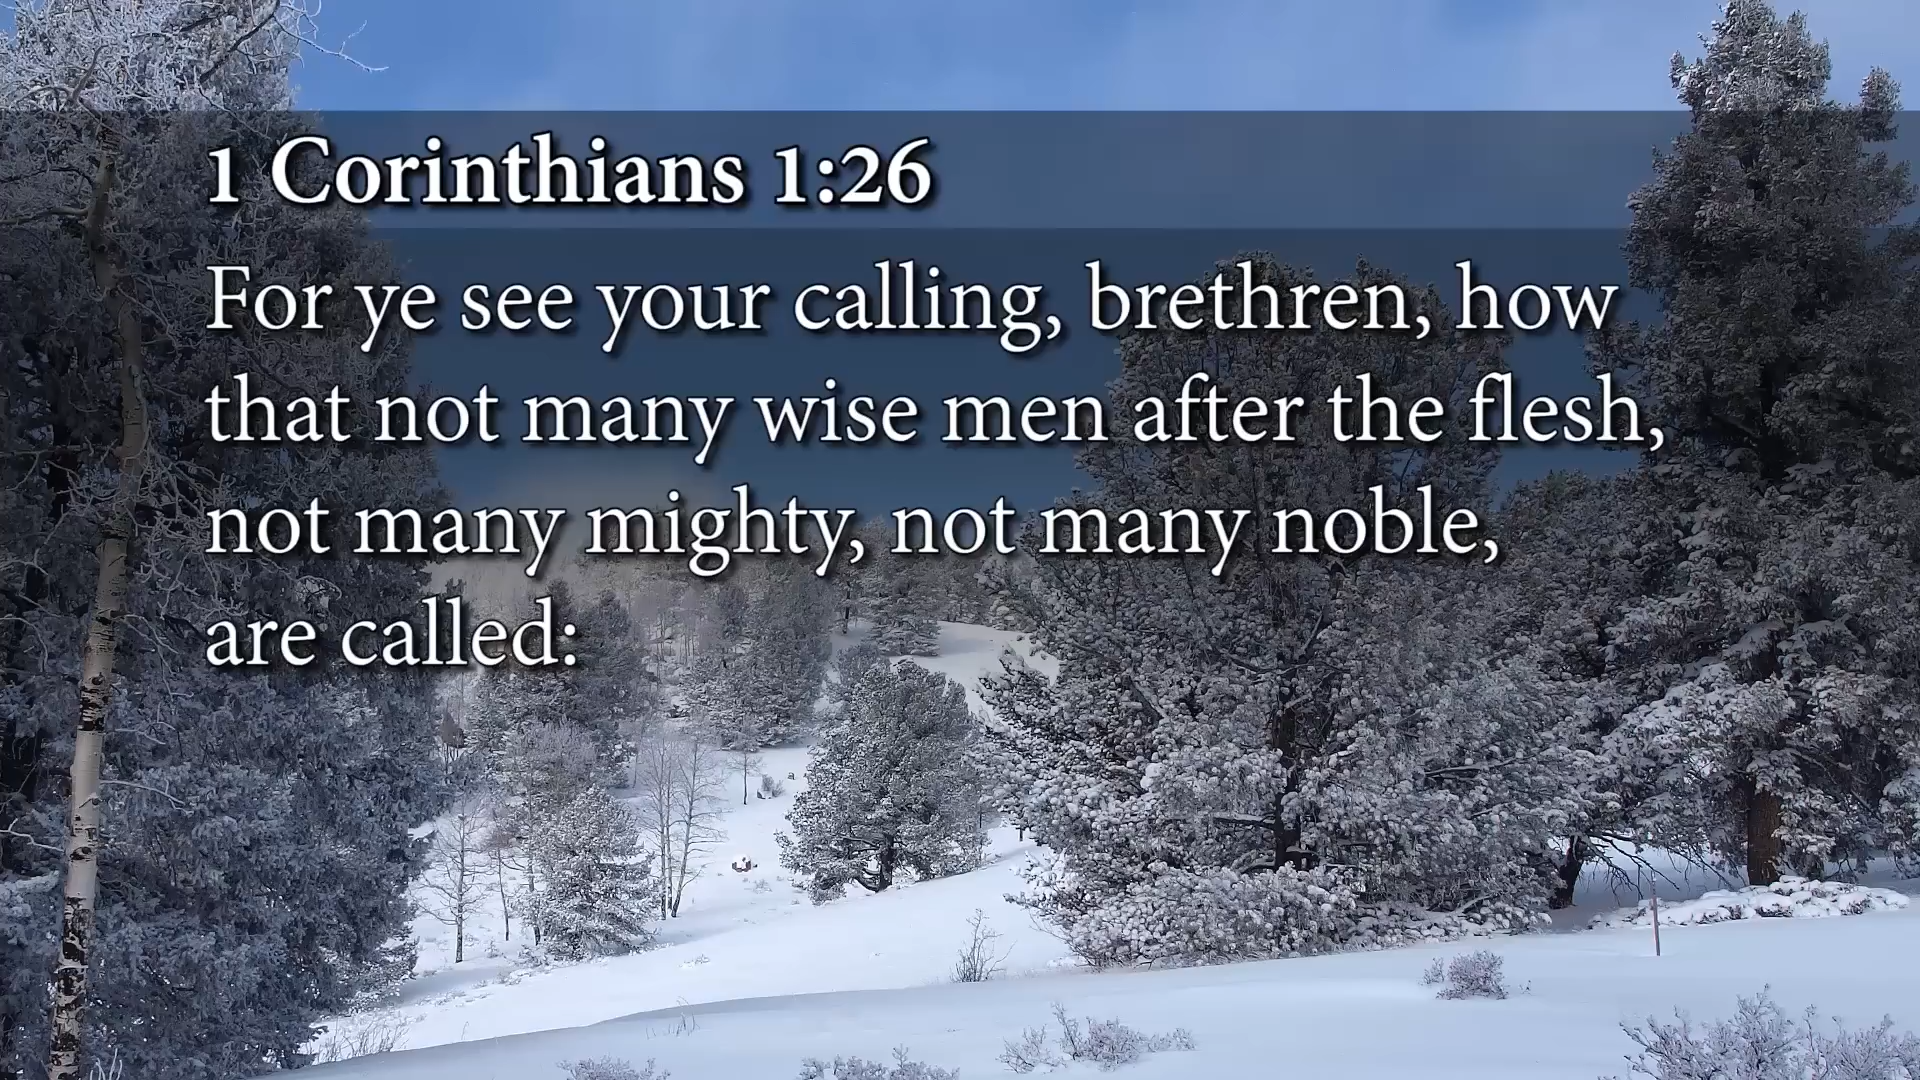 1 Corinthians 1:26
For ye see your calling, brethren, how
that not many wise men after the flesh,
not many mighty, not many noble,
are called: